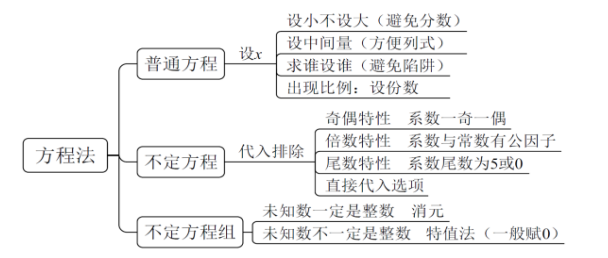 设小不设大（避免分数）
设中间量（方便列式）
普通方程 设x
求谁设谁（避免陷阱）
出现比例：设份数
奇偶特性 系数一奇一偶
倍数特性 系数与常数有公因子
方程法 不定方程 代入排除
尾数特性 系数尾数为5或0
直接代入选项
未知数一定是整数 消元
不定方程组
未知数不一定是整数 特值法（一般赋0）